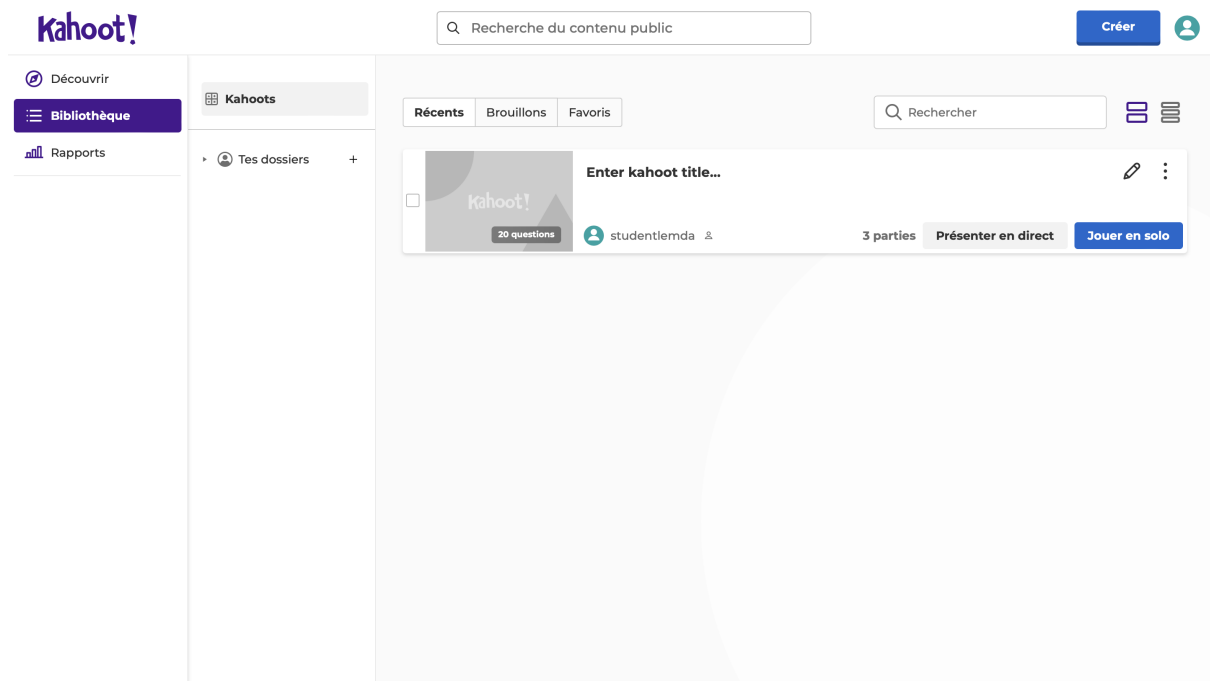 Kahoot!
Recherche du contenu public
Créer
Découvrir
Bibliothèque
Rapports
Kahoots
Tes dossiers
+
Récents Brouillons Favoris
Rechercher
Kahoot!
20 questions
Enter kahoot title...
studentlemda
3 parties Présenter en direct Jouer en solo